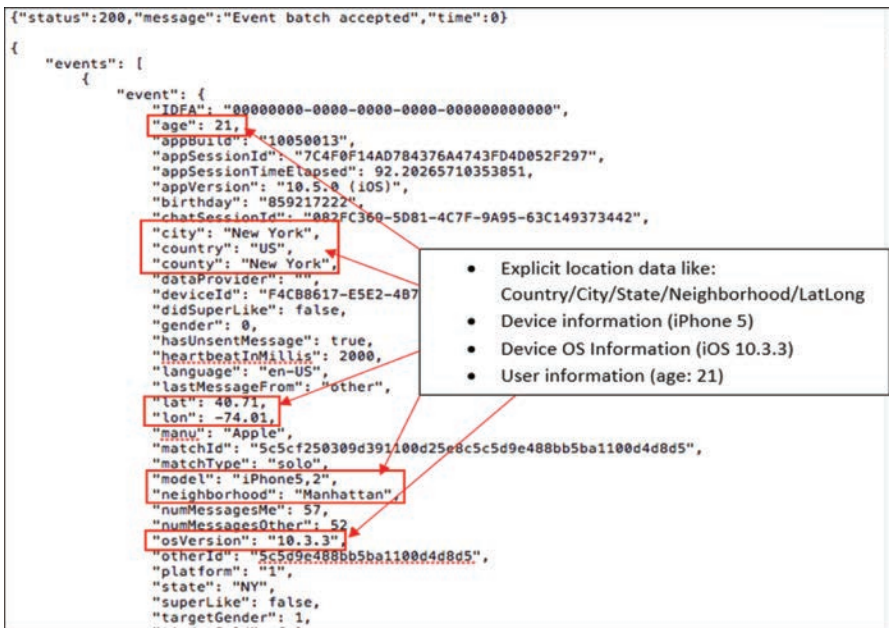 {"status":200,"message":"Event batch accepted","time":0}
{
"events": [
{
"event": {
"IDFA": "00000000-0000-0000-0000-000000000000",
"age": 21,
"appBuild": "10050013",
"appSessionId": "7C4F0F14AD784376A4743FD4D052F297",
"appSessionTimeElapsed": 92.20265710353851,
"appVersion": "10.5.0 (iOS)",
"birthday": "859217222",
"chatSessionId": "082FC369-5D81-4C7F-9A95-63C149373442",
"city": "New York",
"country": "US",
"county": "New York",
"dataProvider": "",
"deviceId": "F4CB8617-E5E2-4B7
"didSuperLike": false,
"gender": 0,
"hasUnsentMessage": true,
"heartbeatInMillis": 2000,
"language": "en-US",
"lastMessageFrom": "other",
"lat": 40.71,
"lon": -74.01,
"manu": "Apple",
"matchId": "5c5cf250309d391100d25e8c5c5d9e488bb5ba1100d4d8d5",
"matchType": "solo",
"model": "iPhone5,2",
"neighborhood": "Manhattan",
"numMessagesMe": 57,
"numMessagesOther": 52
"osVersion": "10.3.3",
"otherId": "5c5d9e488bb5ba1100d4d8d5",
"platform": "1",
"state": "NY",
"superLike": false,
"targetGender": 1,
• Explicit location data like:
Country/City/State/Neighborhood/LatLong
• Device information (iPhone 5)
• Device OS Information (iOS 10.3.3)
• User information (age: 21)